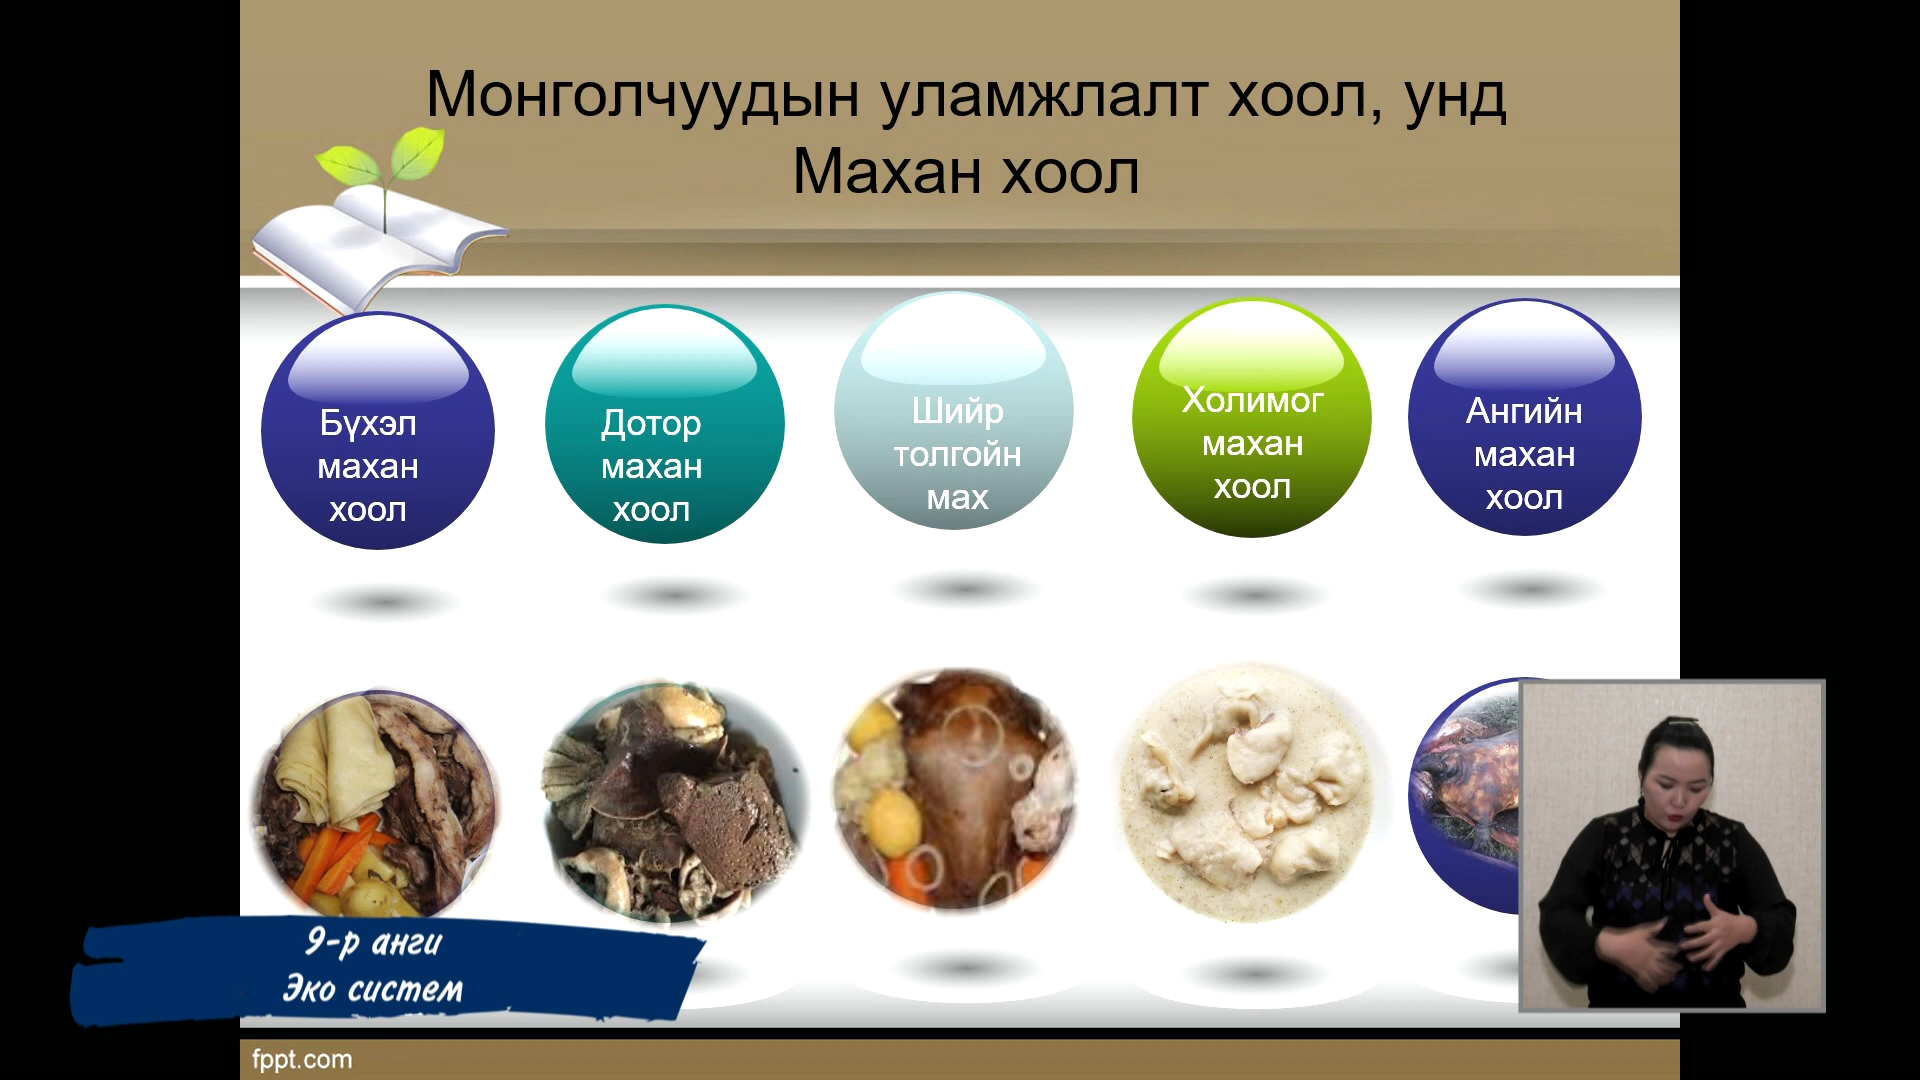 Монголчуудын уламжлалт хоол, унд
Махан хоол
Бүхэл
махан
хоол
Дотор
махан
хоол
Шийр
толгойн
мах
Холимог
махан
хоол
Ангийн
махан
хоол
9-р анги
Эко систем
fppt.com